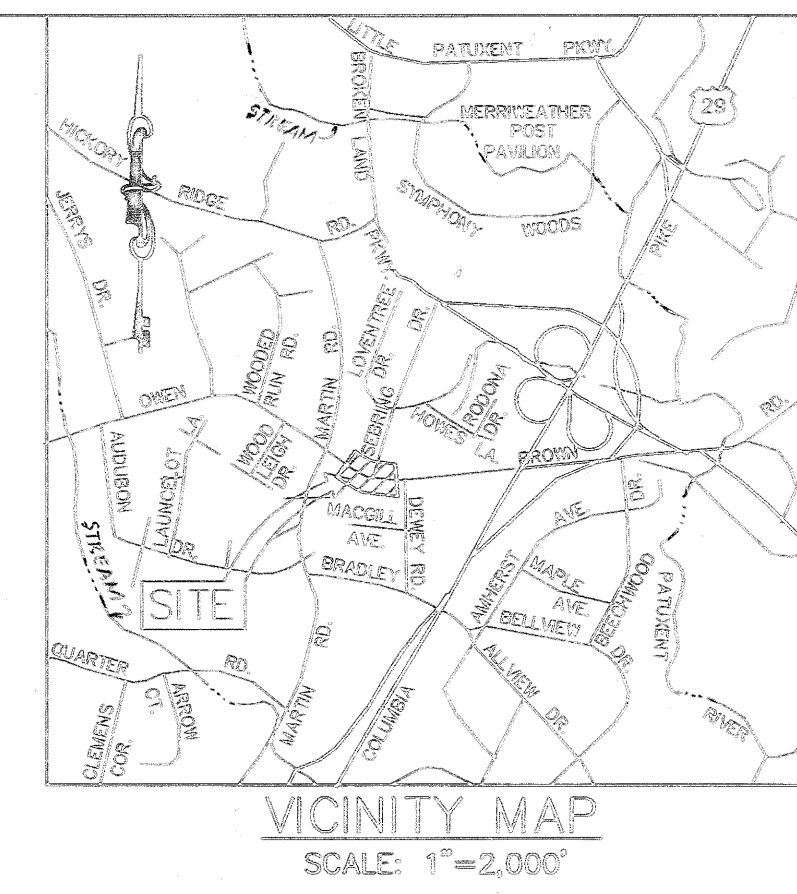 LITTLE PATUXENT PKWY.
BROKEN LAND PKWY.
29
STREAM
MERRIWEATHER
POST
PAVILION
HICKORY RIDGE RD.
SYMPHONY WOODS
JERRYS DR.
COLUMBIA PIKE
WOODED
RUN RD.
MARTIN RD.
LOVENTREE
DR.
SEBRING DR.
HOWES
LA.
RODONA
DR.
OWEN BROWN RD.
AUDUBON DR.
LAUNCELOT LA.
WOOD
LEIGH
DR.
MACGILL
AVE.
DEWEY RD.
BRADLEY
STREAM
SITE
AMHERST AVE.
MAPLE
AVE.
BELLVIEW
BEECHWOOD DR.
DR.
PATUXENT RIVER
ALLVIEW DR.
QUARTER RD.
MARTIN RD.
CLEMENS
COR.
ARROW
CT.
VICINITY MAP
SCALE: 1"=2,000'